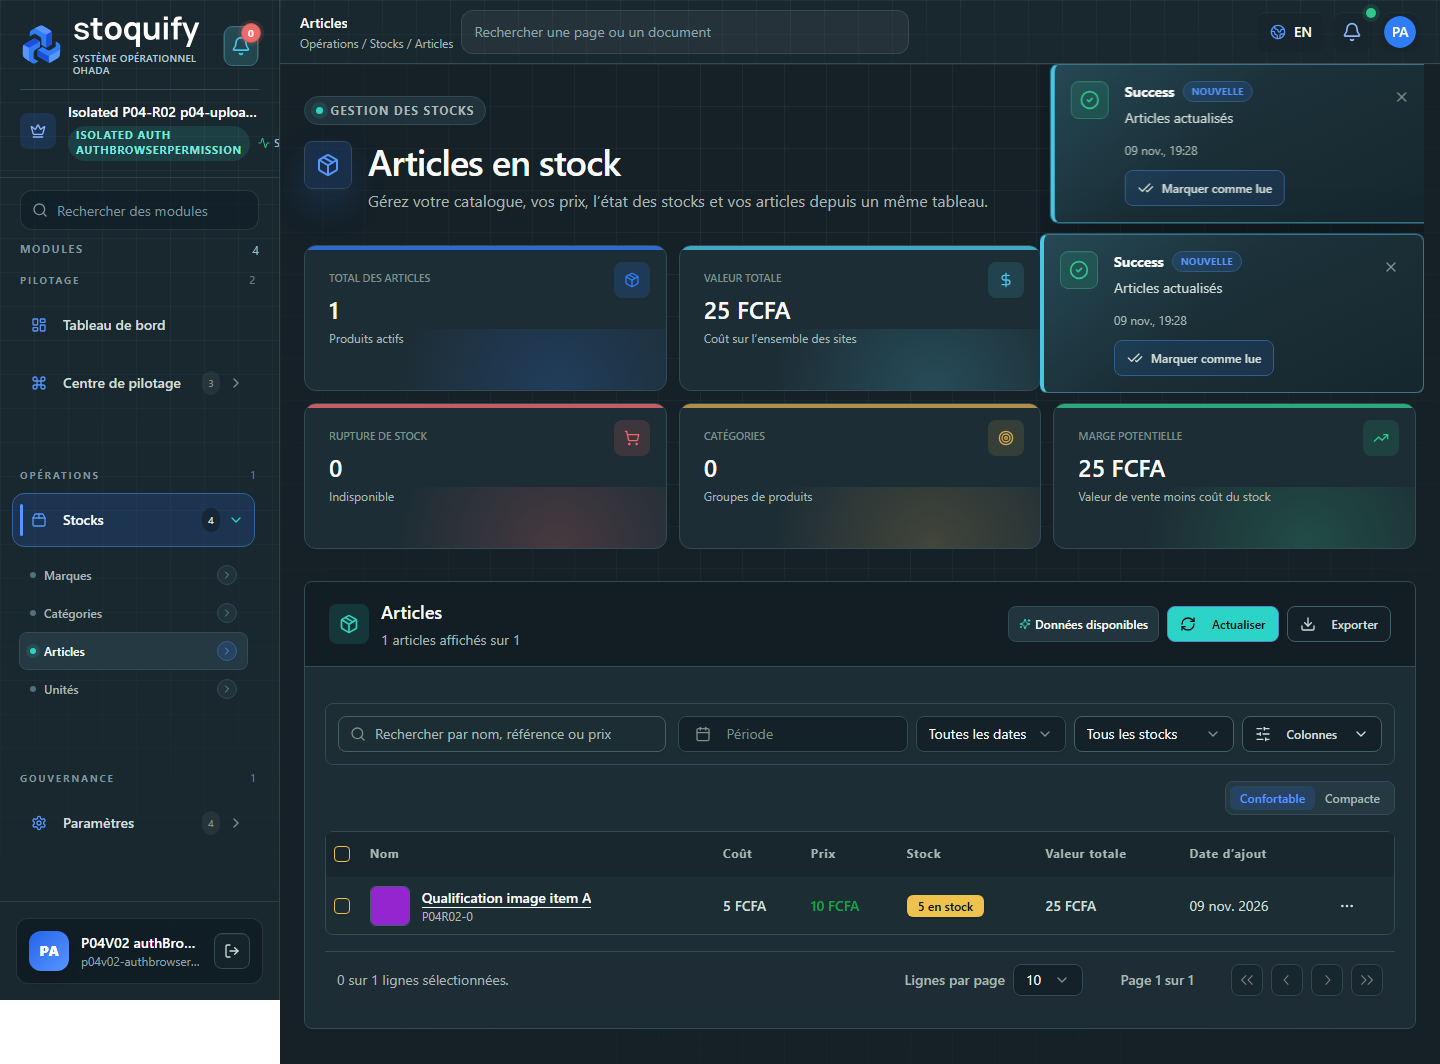 stoquify
SYSTÈME OPÉRATIONNEL
OHADA
0
Isolated P04-R02 p04-uploa...
ISOLATED AUTH
AUTHBROWSERPERMISSION
S
Rechercher des modules
MODULES
4
PILOTAGE
2
Tableau de bord
Centre de pilotage
3
OPÉRATIONS
1
Stocks
4
Marques
Catégories
Articles
Unités
GOUVERNANCE
1
Paramètres
4
PA
P04V02 authBro...
p04v02-authbrowser...
Articles
Opérations / Stocks / Articles
Rechercher une page ou un document
EN
PA
Success
NOUVELLE
Articles actualisés
09 nov., 19:28
Marquer comme lue
Success
NOUVELLE
Articles actualisés
09 nov., 19:28
Marquer comme lue
GESTION DES STOCKS
Articles en stock
Gérez votre catalogue, vos prix, l’état des stocks et vos articles depuis un même tableau.
TOTAL DES ARTICLES
1
Produits actifs
VALEUR TOTALE
25 FCFA
Coût sur l’ensemble des sites
RUPTURE DE STOCK
0
Indisponible
CATÉGORIES
0
Groupes de produits
MARGE POTENTIELLE
25 FCFA
Valeur de vente moins coût du stock
Articles
1 articles affichés sur 1
Données disponibles
Actualiser
Exporter
Rechercher par nom, référence ou prix
Période
Toutes les dates
Tous les stocks
Colonnes
Confortable
Compacte
Nom
Coût
Prix
Stock
Valeur totale
Date d’ajout
Qualification image item A
P04R02-0
5 FCFA
10 FCFA
5 en stock
25 FCFA
09 nov. 2026
0 sur 1 lignes sélectionnées.
Lignes par page
10
Page 1 sur 1